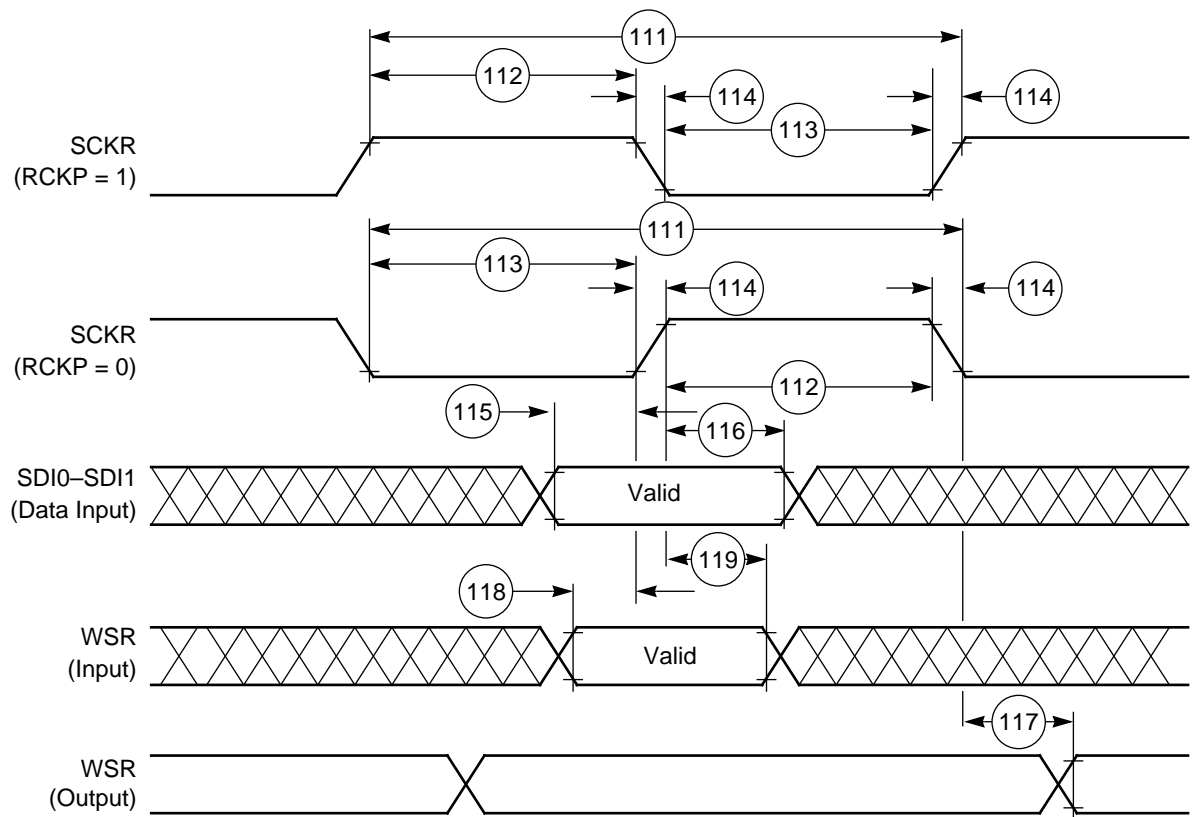 111
112
114
114
113
SCKR
(RCKP = 1)
111
113
114
114
SCKR
(RCKP = 0)
112
115
116
SDI0–SDI1
(Data Input)
Valid
119
118
WSR
(Input)
Valid
117
WSR
(Output)